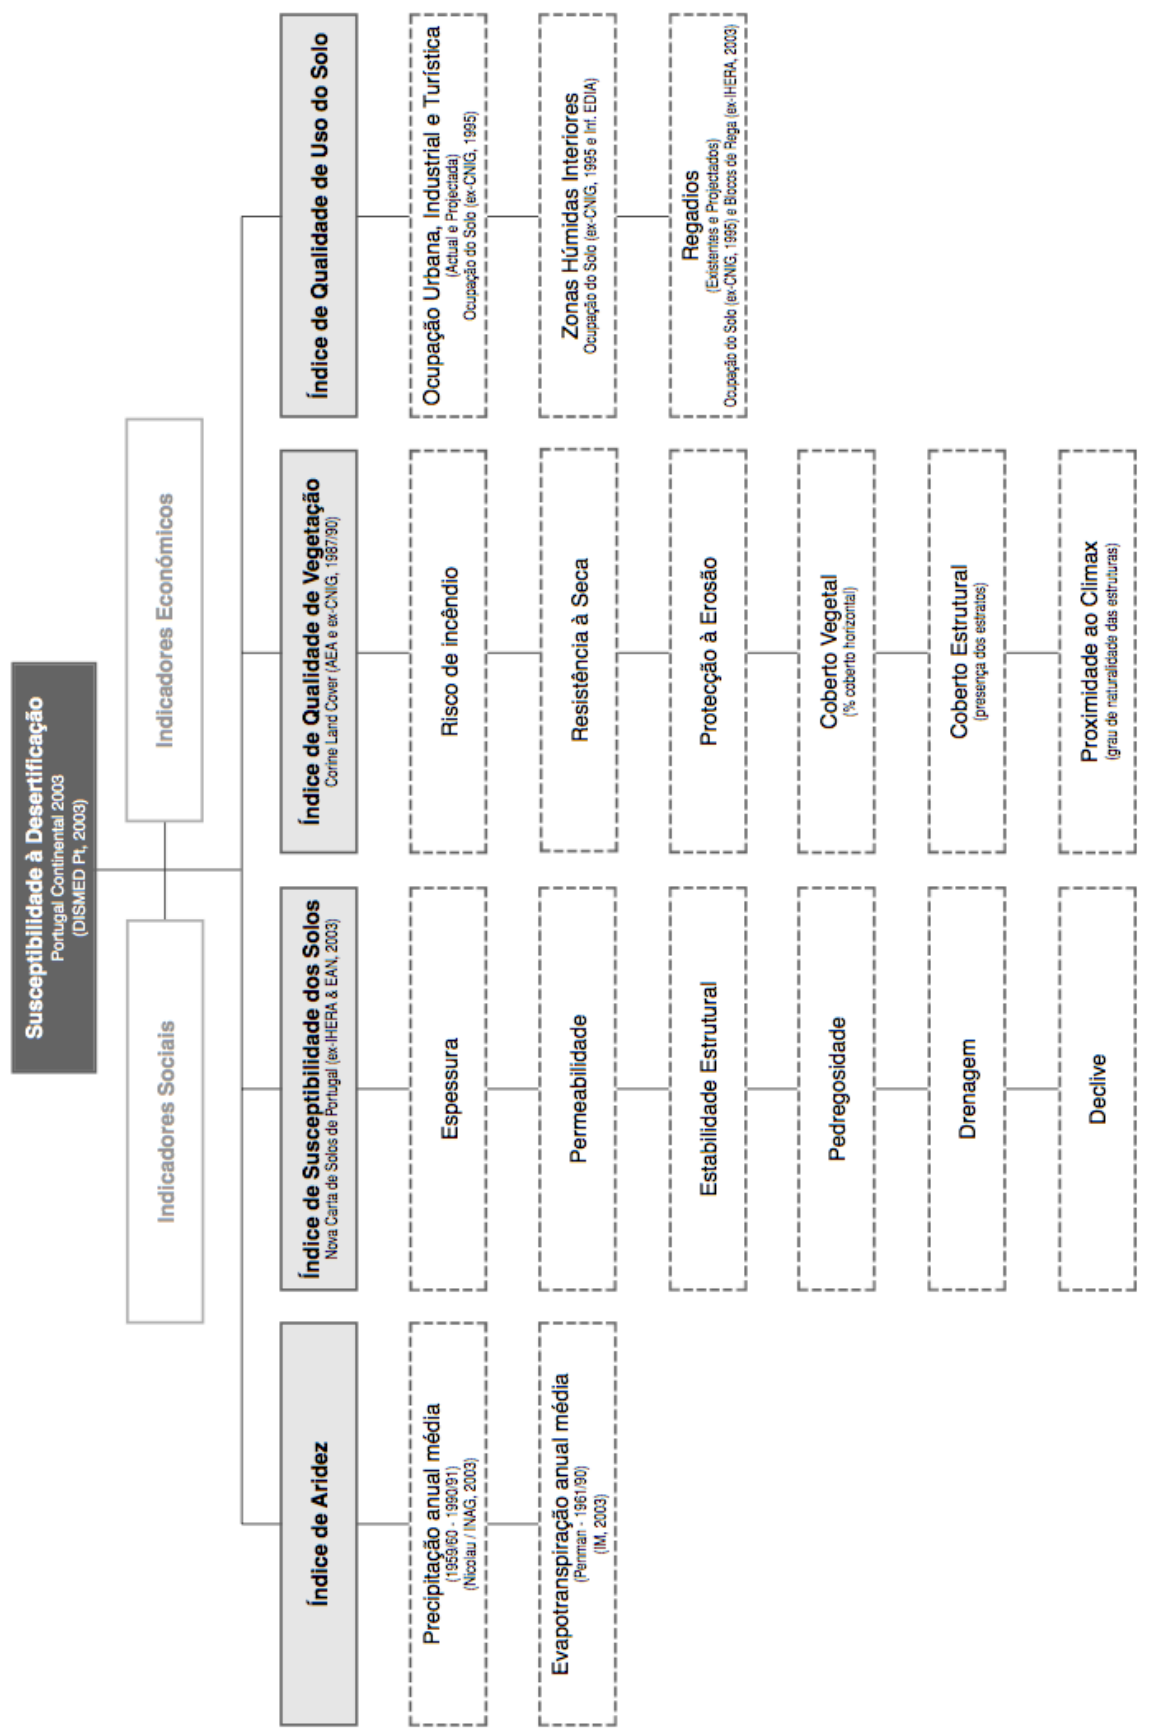 Susceptibilidade à Desertificação
Portugal Continental 2003
(DISMED Pt, 2003)
Indicadores Sociais
Indicadores Económicos
Índice de Aridez
Precipitação anual média
(1959/60 - 1990/91)
(Nicolau / INAG, 2003)
Evapotranspiração anual média
(Penman - 1961/90)
(IM, 2003)
Índice de Susceptibilidade dos Solos
Nova Carta de Solos de Portugal (ex-IHERA & EAN, 2003)
Espessura
Permeabilidade
Estabilidade Estrutural
Pedregosidade
Drenagem
Declive
Índice de Qualidade de Vegetação
Corine Land Cover (AEA e ex-CNIG, 1987/90)
Risco de incêndio
Resistência à Seca
Protecção à Erosão
Coberto Vegetal
(% coberto horizontal)
Coberto Estrutural
(presença dos estratos)
Proximidade ao Climax
(grau de naturalidade das estruturas)
Índice de Qualidade de Uso do Solo
Ocupação Urbana, Industrial e Turística
(Actual e Projectada)
Ocupação do Solo (ex-CNIG, 1995)
Zonas Húmidas Interiores
Ocupação do Solo (ex-CNIG, 1995 e Inf. EDIA)
Regadios
(Existentes e Projectados)
Ocupação do Solo (ex-CNIG, 1995) e Blocos de Rega (ex-IHERA, 2003)